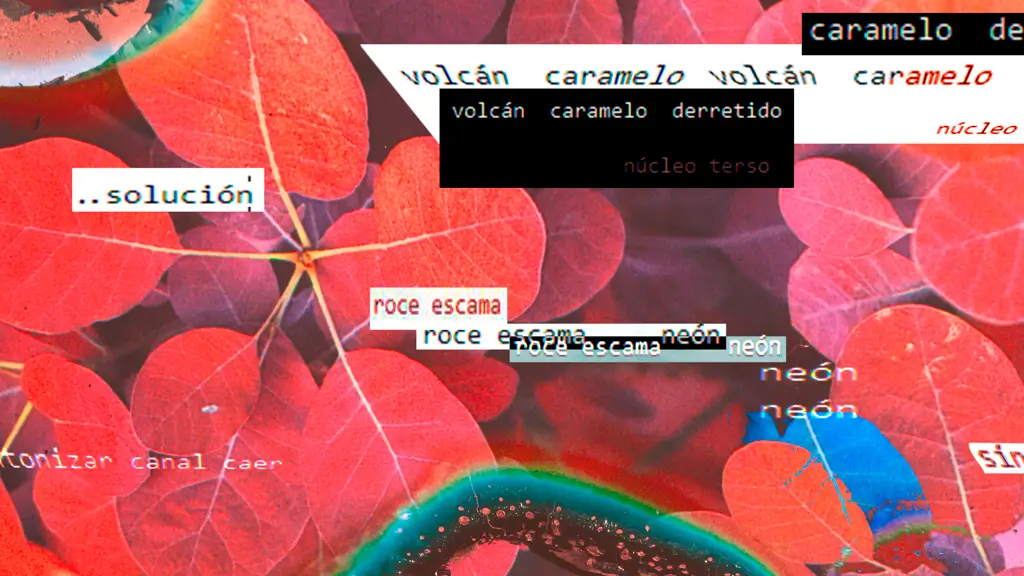 caramelo de
volcán caramelo volcán caramelo
volcán caramelo derretido
núcleo
núcleo terso
..solución
roce escama
roce escama neón
roce escama neón
neón
neón
tonizar canal caer
sin